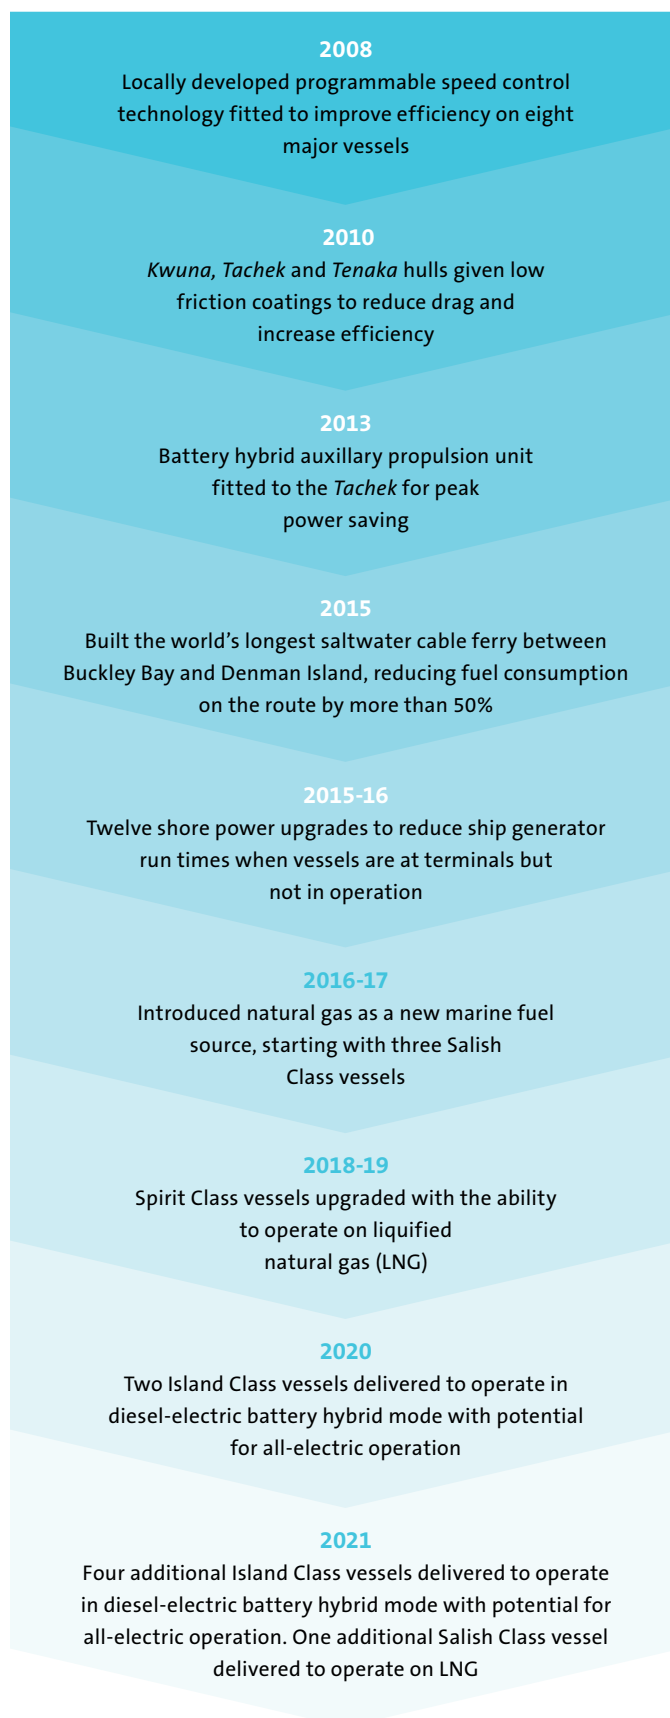 2008
Locally developed programmable speed control
technology fitted to improve efficiency on eight
major vessels
2010
Kwuna, Tachek and Tenaka hulls given low
friction coatings to reduce drag and
increase efficiency
2013
Battery hybrid auxillary propulsion unit
fitted to the Tachek for peak
power saving
2015
Built the world’s longest saltwater cable ferry between
Buckley Bay and Denman Island, reducing fuel consumption
on the route by more than 50%
2015-16
Twelve shore power upgrades to reduce ship generator
run times when vessels are at terminals but
not in operation
2016-17
Introduced natural gas as a new marine fuel
source, starting with three Salish
Class vessels
2018-19
Spirit Class vessels upgraded with the ability
to operate on liquified
natural gas (LNG)
2020
Two Island Class vessels delivered to operate in
diesel-electric battery hybrid mode with potential
for all-electric operation
2021
Four additional Island Class vessels delivered to operate
in diesel-electric battery hybrid mode with potential for
all-electric operation. One additional Salish Class vessel
delivered to operate on LNG